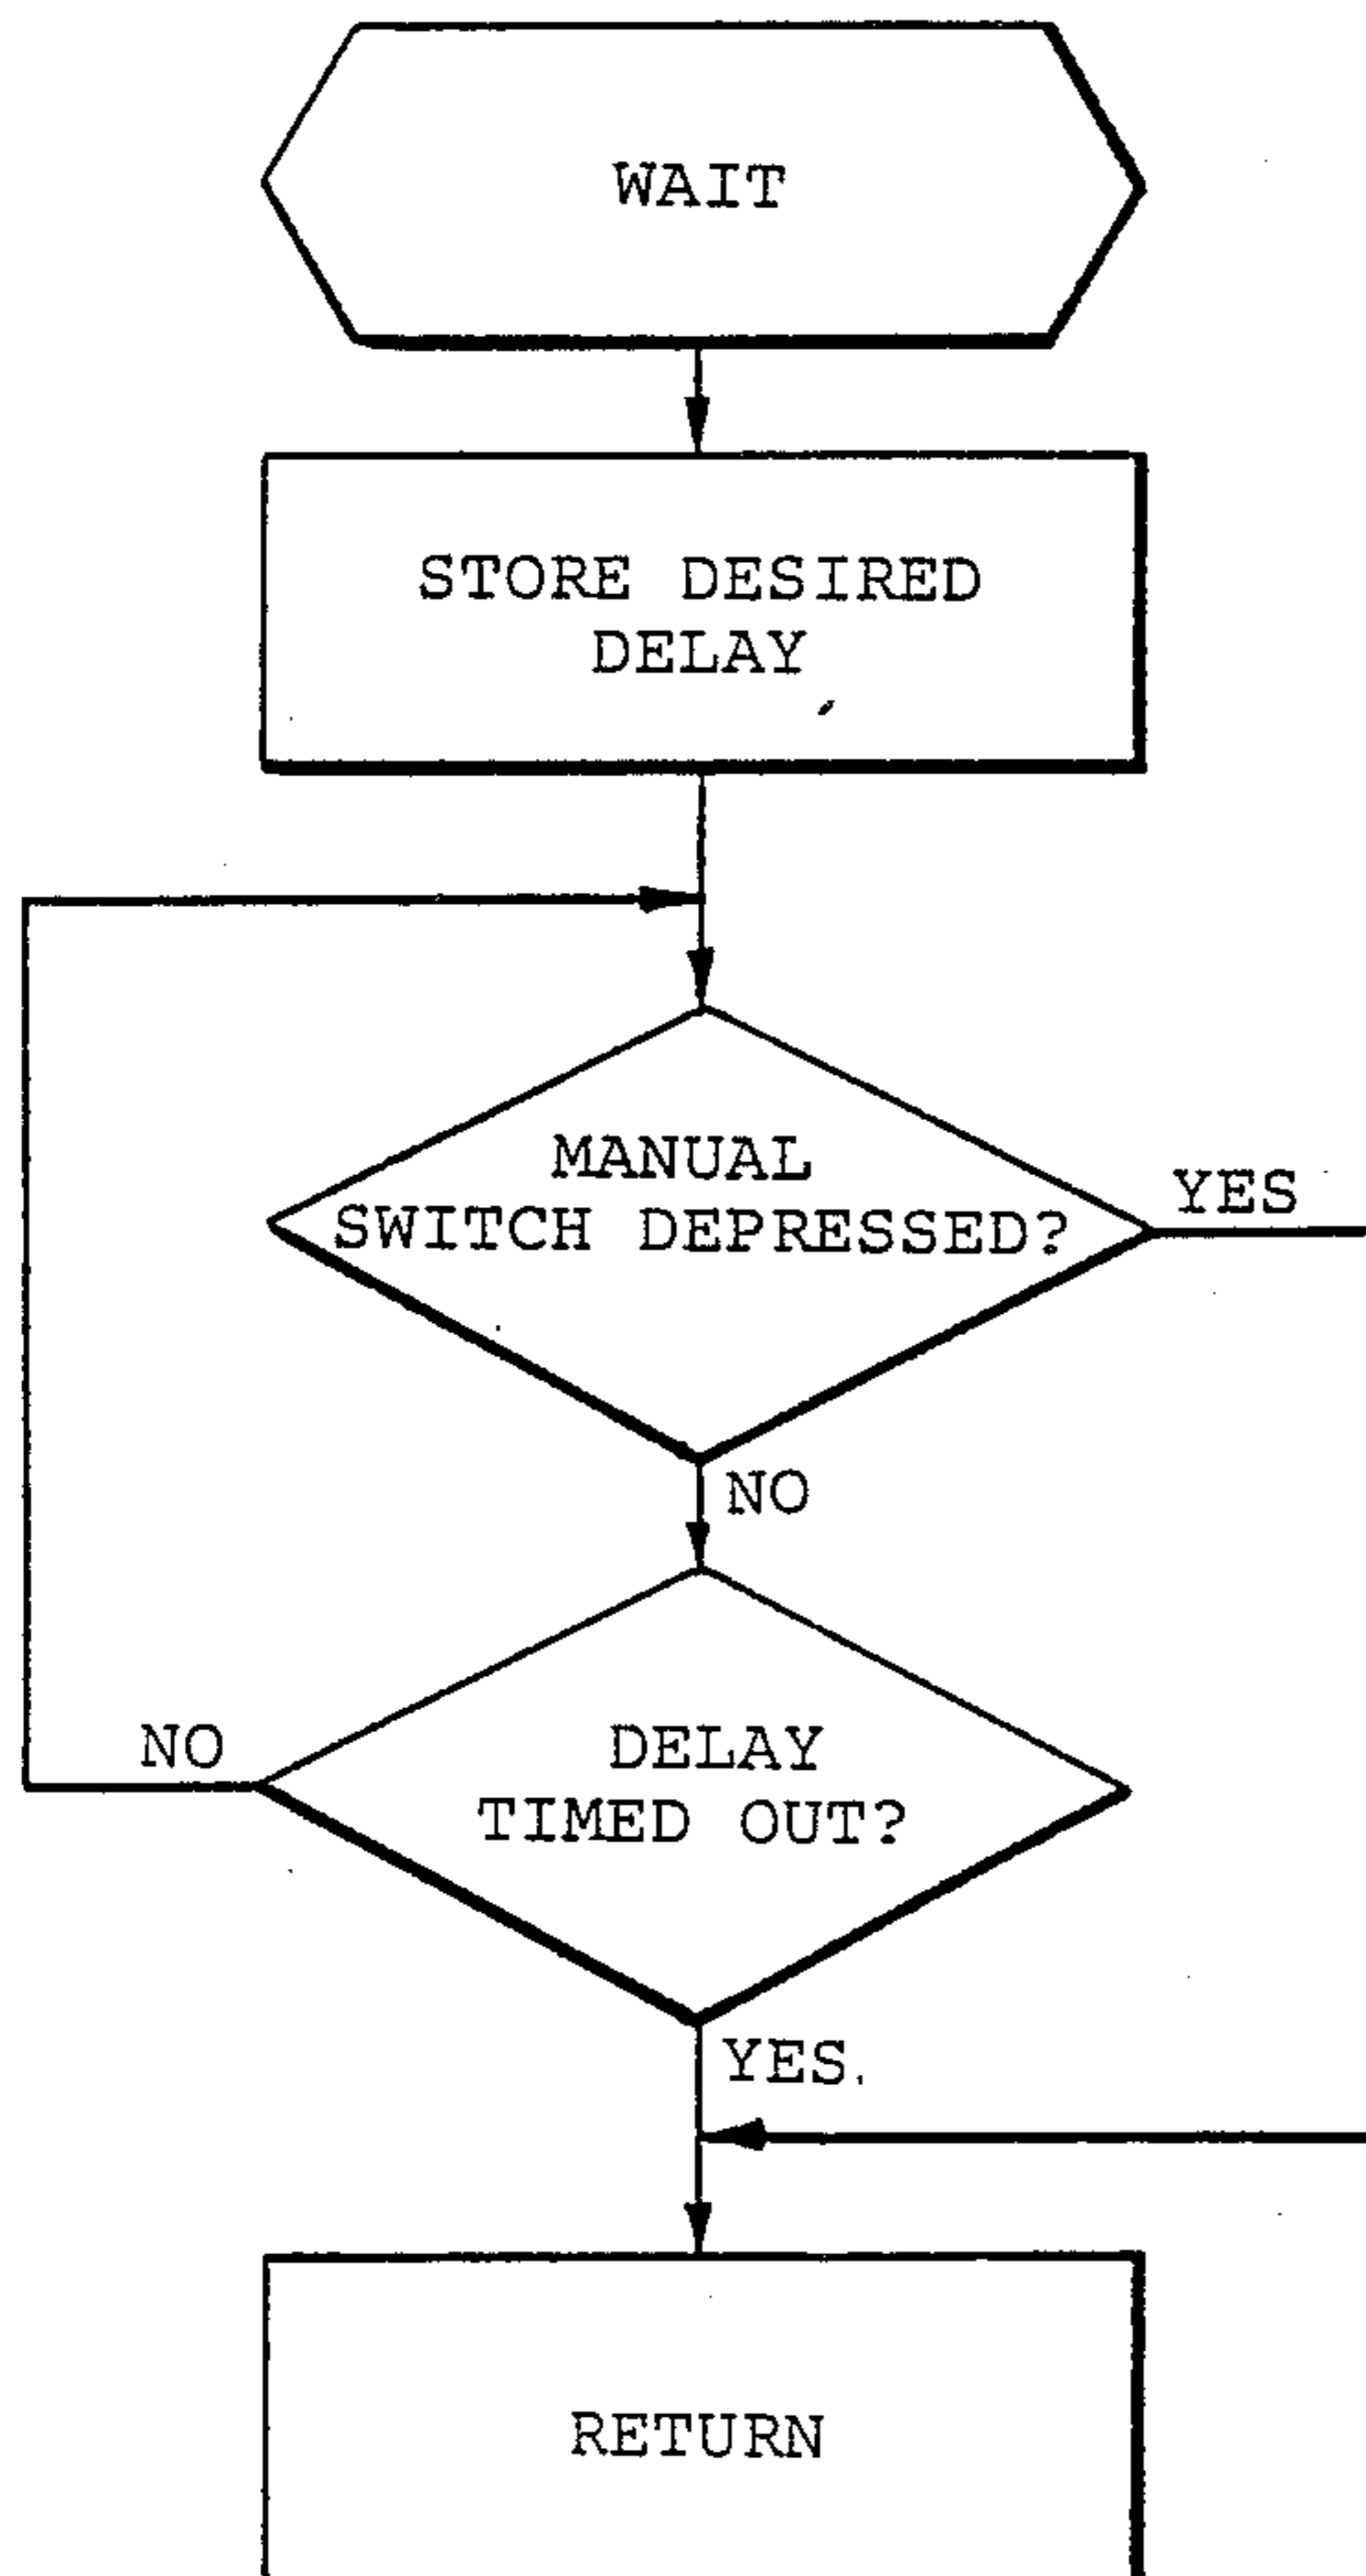 WAIT
STORE DESIRED
DELAY
MANUAL
SWITCH DEPRESSED?
YES
NO
DELAY
TIMED OUT?
NO
YES
RETURN